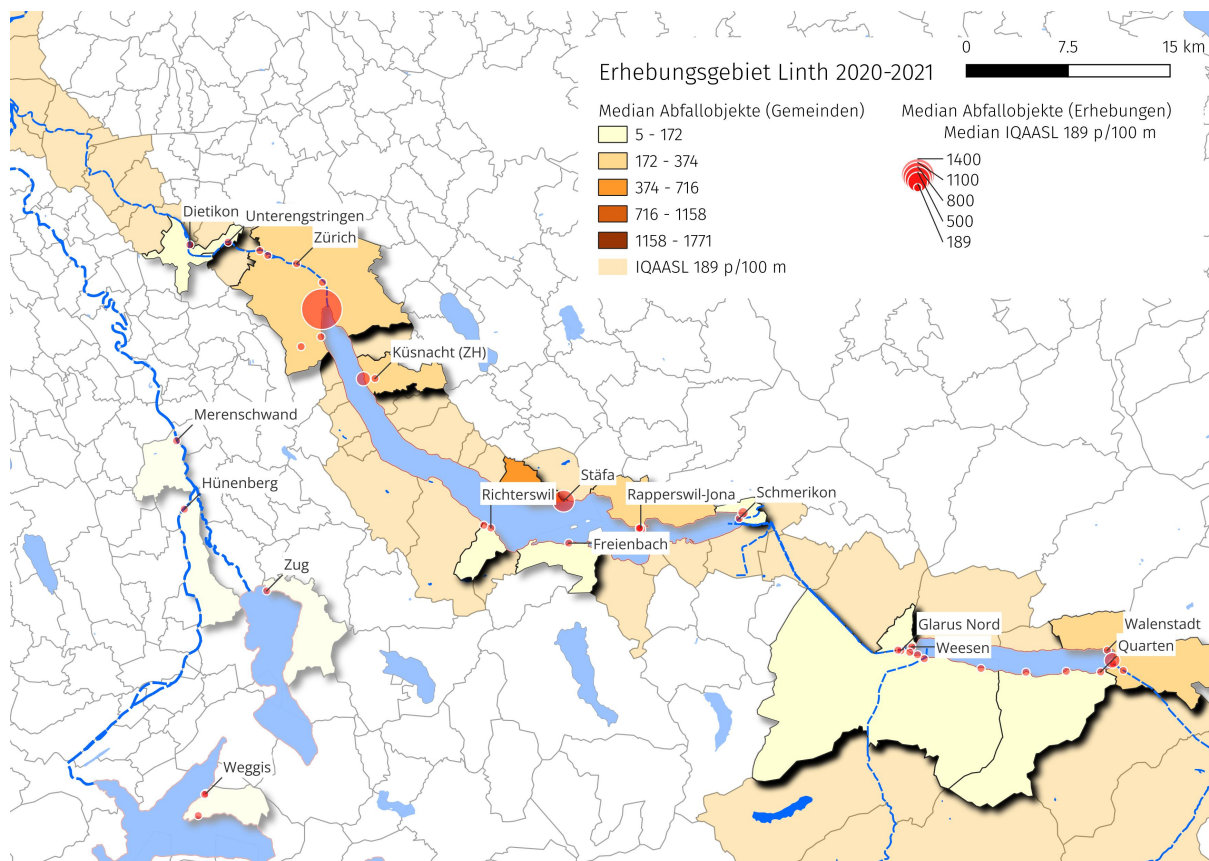 0 7.5 15 km
Erhebungsgebiet Linth 2020-2021
Median Abfallobjekte (Gemeinden)
5 - 172
172 - 374
374 - 716
716 - 1158
1158 - 1771
IQAASL 189 p/100 m
Median Abfallobjekte (Erhebungen)
Median IQAASL 189 p/100 m
1400
1100
800
500
189
Dietikon
Unterengstringen
Zürich
Küsnacht (ZH)
Merenschwand
Hünenberg
Stäfa
Richterswil
Rapperswil-Jona
Schmerikon
Freienbach
Zug
Glarus Nord
Walenstadt
Weesen
Quarten
Weggis